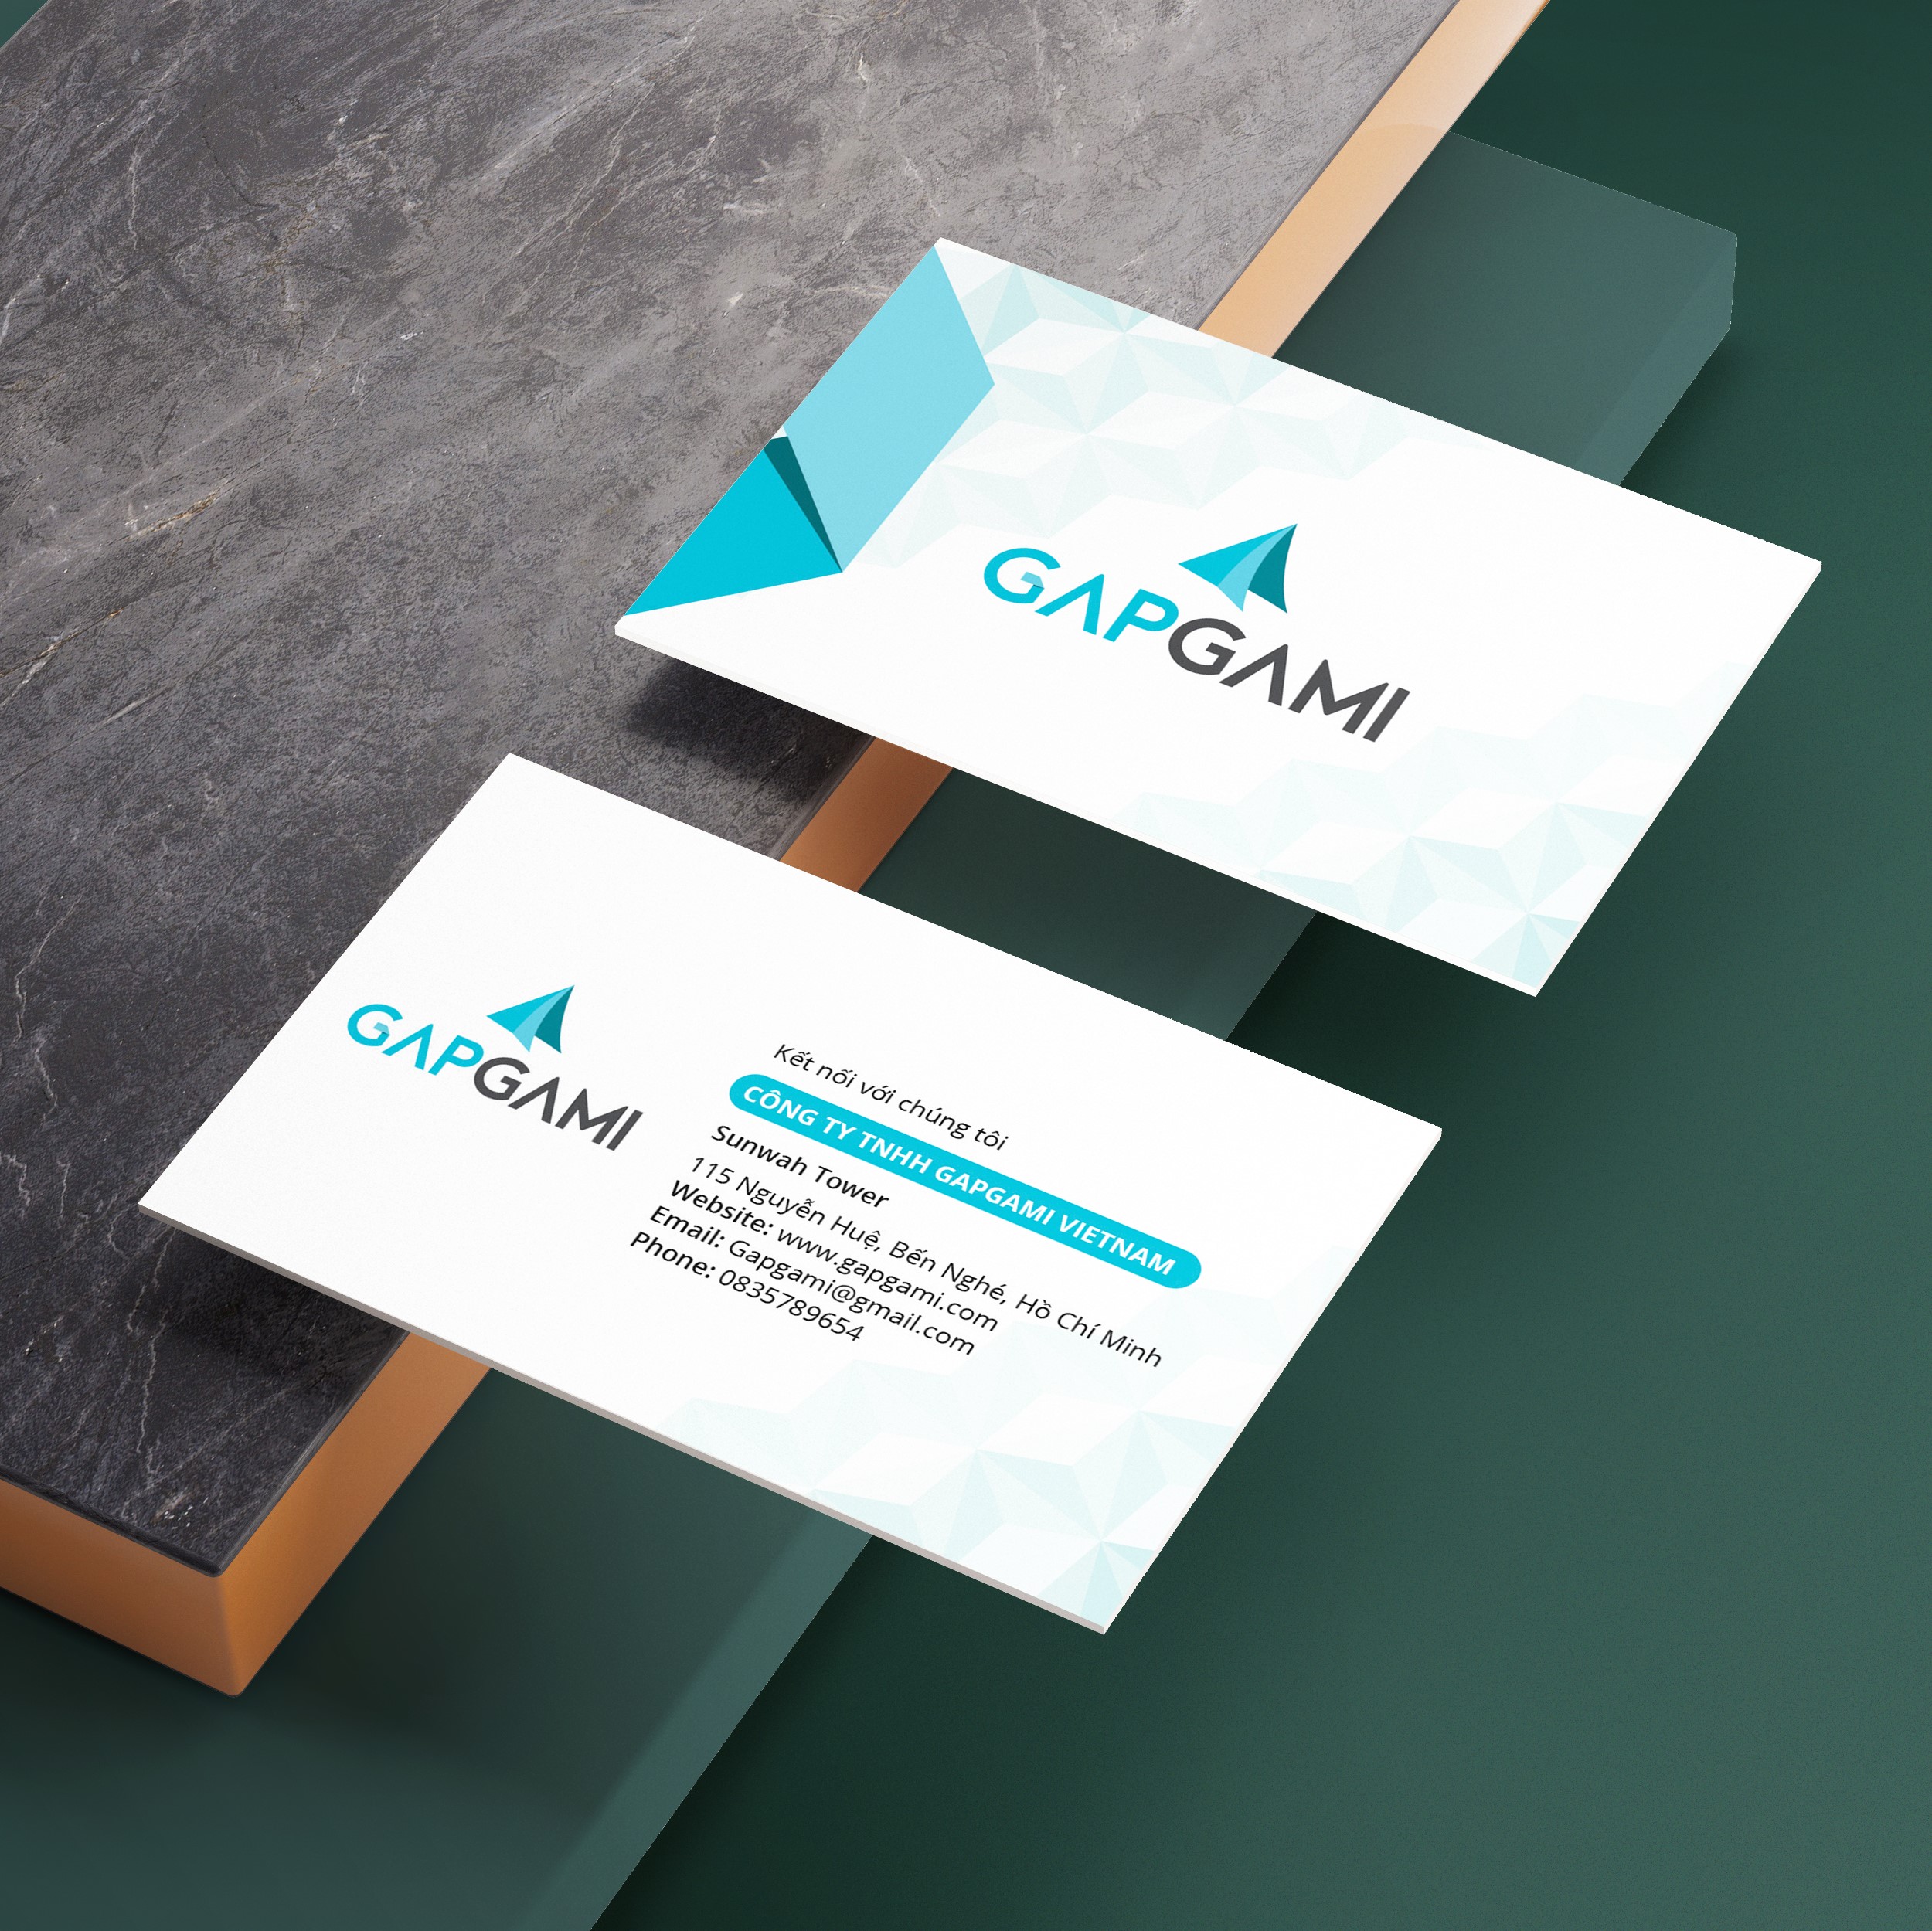 GAPGAMI
GAPGAMI
Kết nối với chúng tôi
CÔNG TY TNHH GAPGAMI VIETNAM
Sunwah Tower
115 Nguyễn Huệ, Bến Nghé, Hồ Chí Minh
Website: www.gapgami.com
Email: Gapgami@gmail.com
Phone: 0835789654